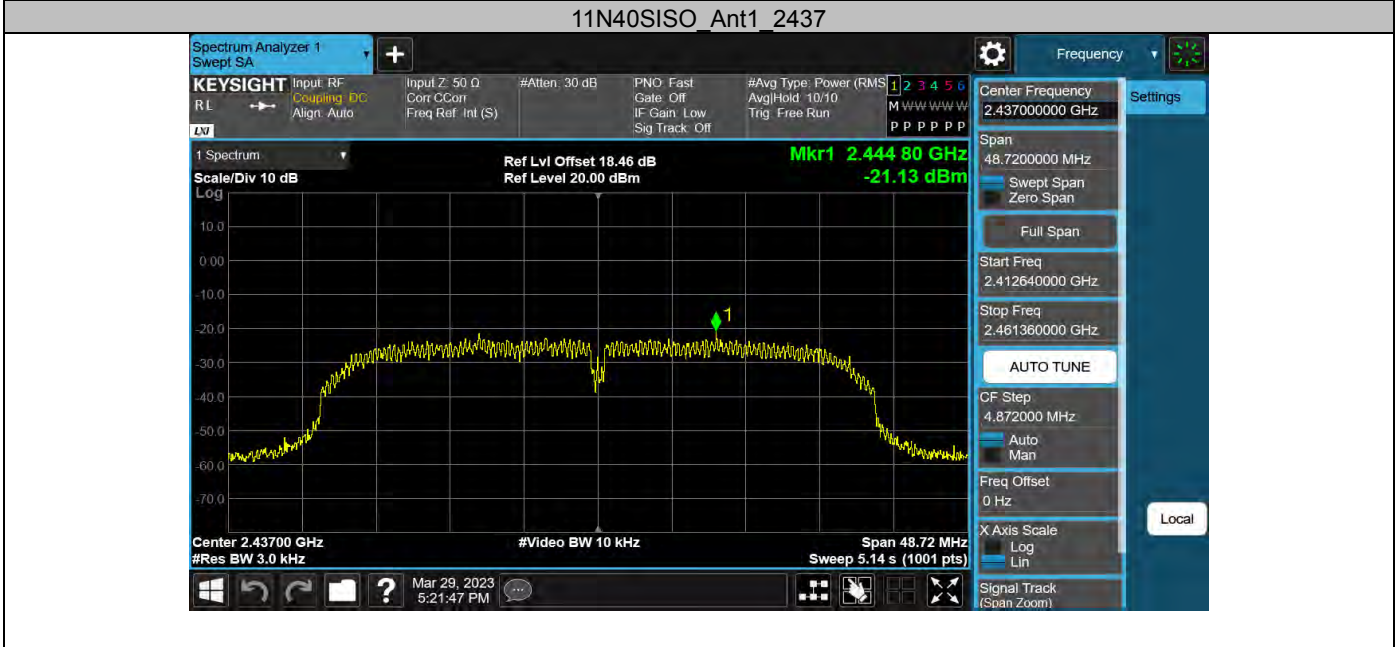 11N40SISO_Ant1_2437
Spectrum Analyzer 1
Swept SA
+
Frequency
KEYSIGHT
RL
LXI
Input: RF
Coupling: DC
Align: Auto
Input Z: 50 Ω
Corr CCorr
Freq Ref: Int (S)
#Atten: 30 dB
PNO: Fast
Gate: Off
IF Gain: Low
Sig Track: Off
#Avg Type: Power (RMS
Avg|Hold: 10/10
Trig: Free Run
1 2 3 4 5 6
M W W W W W
P P P P P P
1 Spectrum
Scale/Div 10 dB
Log
Ref Lvl Offset 18.46 dB
Ref Level 20.00 dBm
Mkr1 2.444 80 GHz
-21.13 dBm
10.0
0.00
-10.0
-20.0
-30.0
-40.0
-50.0
-60.0
-70.0
1
Center 2.43700 GHz
#Res BW 3.0 kHz
#Video BW 10 kHz
Span 48.72 MHz
Sweep 5.14 s (1001 pts)
?
Mar 29, 2023
5:21:47 PM
Center Frequency
2.437000000 GHz
Span
48.7200000 MHz
Swept Span
Zero Span
Full Span
Start Freq
2.412640000 GHz
Stop Freq
2.461360000 GHz
AUTO TUNE
CF Step
4.872000 MHz
Auto
Man
Freq Offset
0 Hz
X Axis Scale
Log
Lin
Signal Track
(Span Zoom)
Settings
Local